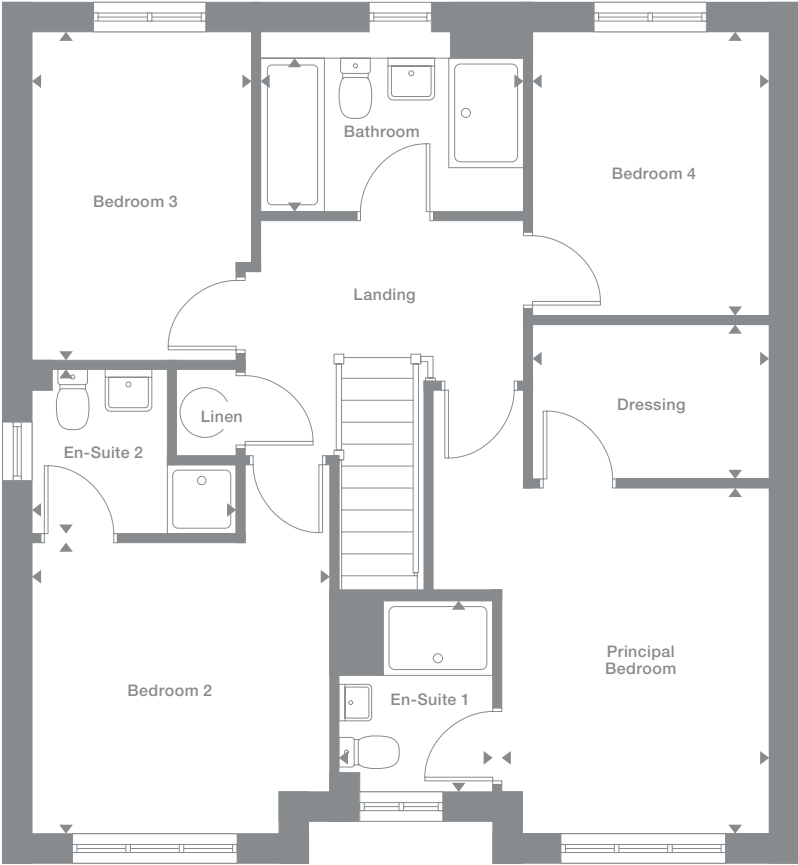 Bathroom
Bedroom 4
Bedroom 3
Landing
Dressing
Linen
En-Suite 2
Principal
Bedroom
Bedroom 2
En-Suite 1